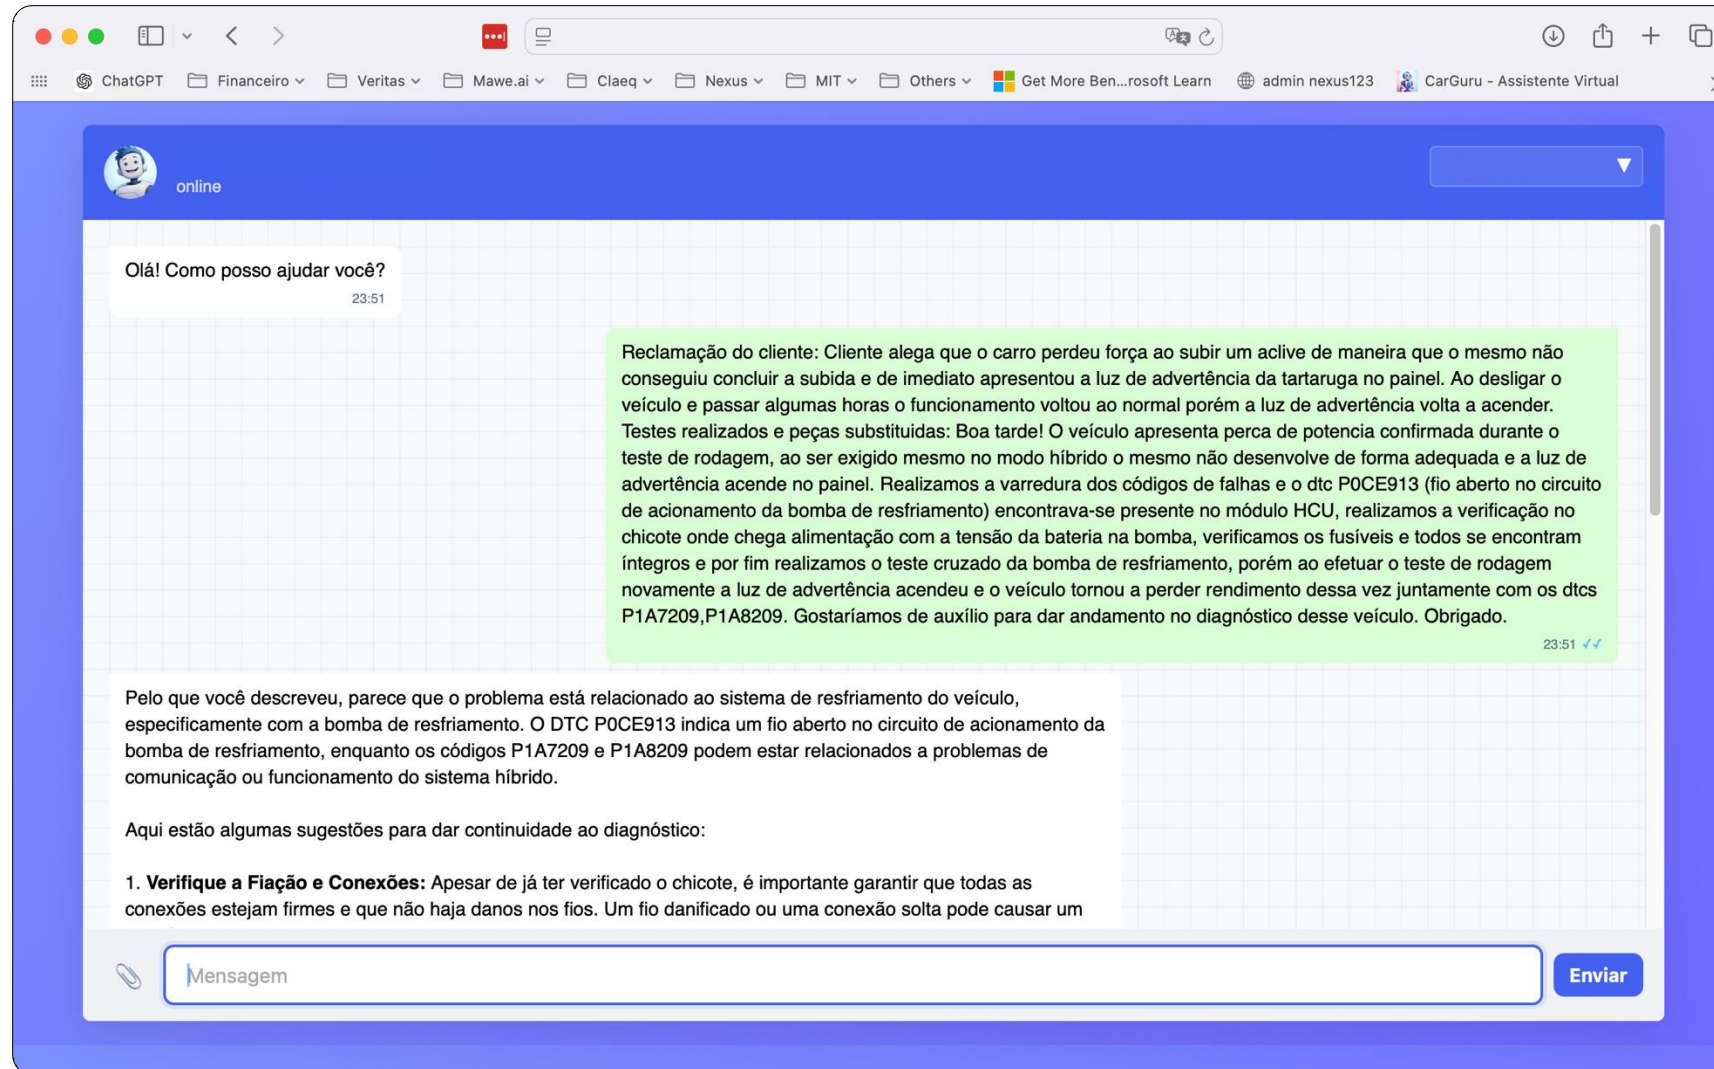 ChatGPT Financeiro Veritas Mawe.ai Claeq Nexus MIT Others Get More Ben...rosoft Learn admin nexus123 CarGuru - Assistente Virtual
online
Olá! Como posso ajudar você?
23:51
Reclamação do cliente: Cliente alega que o carro perdeu força ao subir um aclive de maneira que o mesmo não
conseguiu concluir a subida e de imediato apresentou a luz de advertência da tartaruga no painel. Ao desligar o
veículo e passar algumas horas o funcionamento voltou ao normal porém a luz de advertência volta a acender.
Testes realizados e peças substituidas: Boa tarde! O veículo apresenta perca de potencia confirmada durante o
teste de rodagem, ao ser exigido mesmo no modo híbrido o mesmo não desenvolve de forma adequada e a luz de
advertência acende no painel. Realizamos a varredura dos códigos de falhas e o dtc P0CE913 (fio aberto no circuito
de acionamento da bomba de resfriamento) encontrava-se presente no módulo HCU, realizamos a verificação no
chicote onde chega alimentação com a tensão da bateria na bomba, verificamos os fusíveis e todos se encontram
íntegros e por fim realizamos o teste cruzado da bomba de resfriamento, porém ao efetuar o teste de rodagem
novamente a luz de advertência acendeu e o veículo tornou a perder rendimento dessa vez juntamente com os dtcs
P1A7209,P1A8209. Gostaríamos de auxílio para dar andamento no diagnóstico desse veículo. Obrigado.
23:51
Pelo que você descreveu, parece que o problema está relacionado ao sistema de resfriamento do veículo,
especificamente com a bomba de resfriamento. O DTC P0CE913 indica um fio aberto no circuito de acionamento da
bomba de resfriamento, enquanto os códigos P1A7209 e P1A8209 podem estar relacionados a problemas de
comunicação ou funcionamento do sistema híbrido.
Aqui estão algumas sugestões para dar continuidade ao diagnóstico:
1. Verifique a Fiação e Conexões: Apesar de já ter verificado o chicote, é importante garantir que todas as
conexões estejam firmes e que não haja danos nos fios. Um fio danificado ou uma conexão solta pode causar um
Mensagem
Enviar